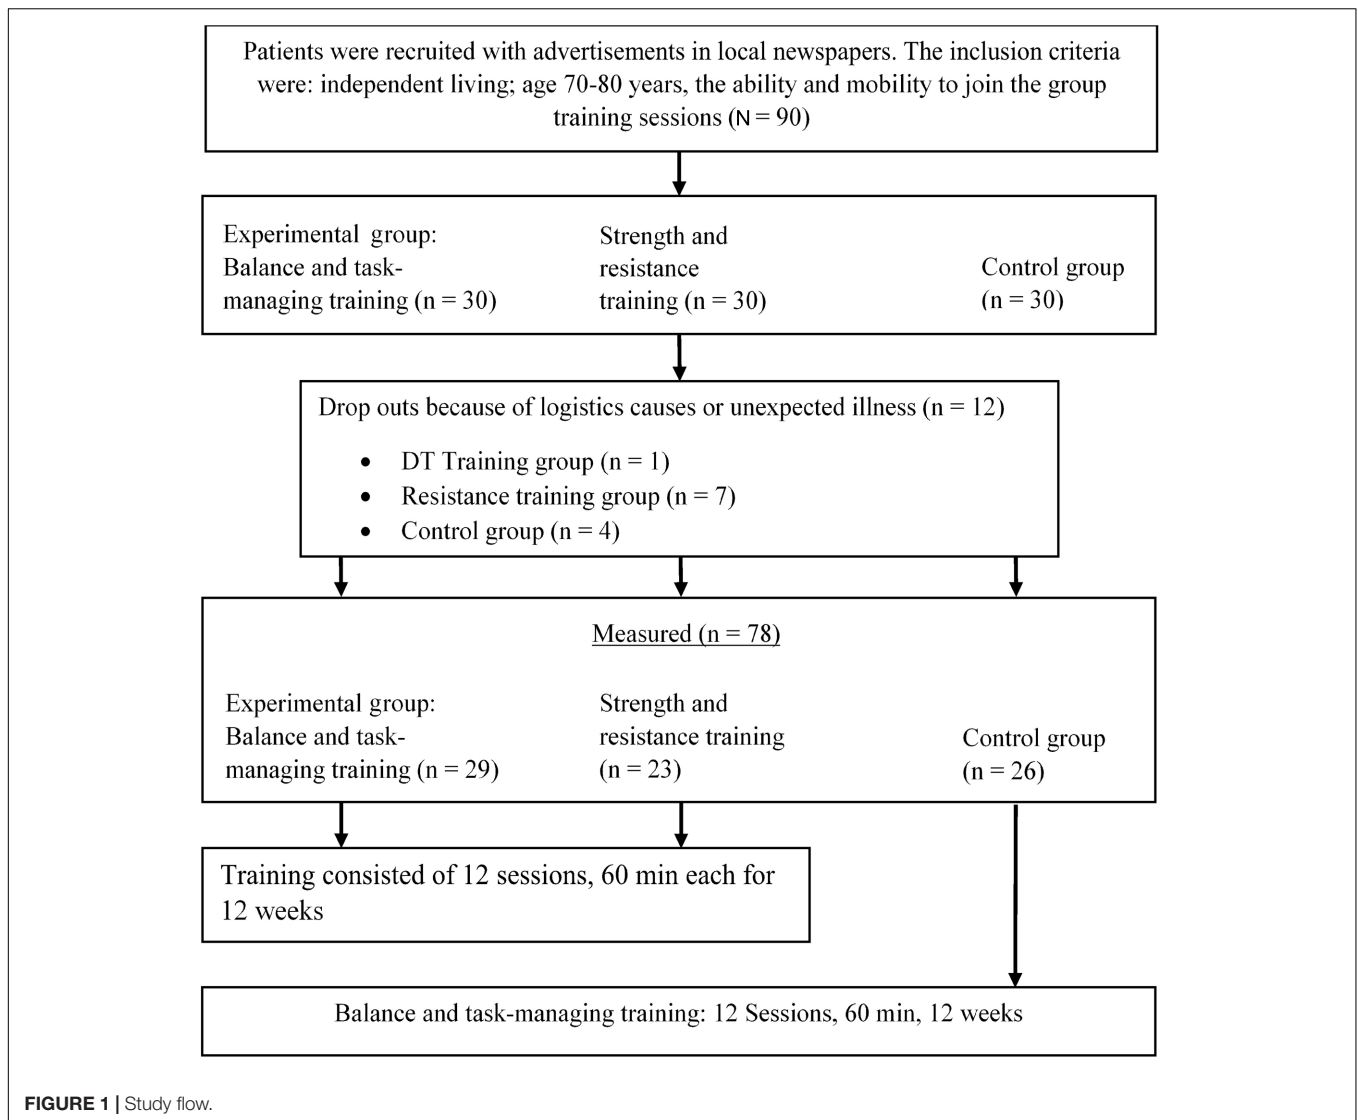 Patients were recruited with advertisements in local newspapers. The inclusion criteria
were: independent living; age 70-80 years, the ability and mobility to join the group
training sessions (N = 90)
Experimental group:
Balance and task-
managing training (n = 30)
Strength and
resistance
training (n = 30)
Control group
(n = 30)
Drop outs because of logistics causes or unexpected illness (n = 12)
• DT Training group (n = 1)
• Resistance training group (n = 7)
• Control group (n = 4)
Measured (n = 78)
Experimental group:
Balance and task-
managing training (n = 29)
Strength and
resistance training
(n = 23)
Control group
(n = 26)
Training consisted of 12 sessions, 60 min each for
12 weeks
Balance and task-managing training: 12 Sessions, 60 min, 12 weeks
FIGURE 1 | Study flow.